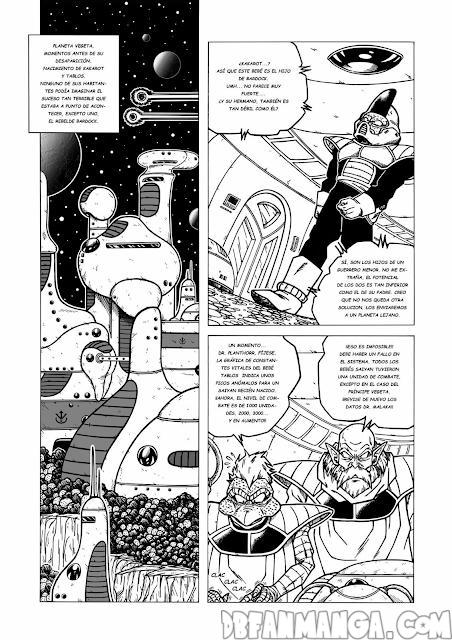 PLANETA VEGETA,
MOMENTOS ANTES DE SU
DESAPARICIÓN,
NACIMIENTO DE KAKAROT
Y TABLOS.
NINGUNO DE SUS HABITAN-
TES PODÍA IMAGINAR EL
SUCESO TAN TERRIBLE QUE
ESTABA A PUNTO DE ACON-
TECER, EXCEPTO UNO,
EL REBELDE BARDOCK.
¿KAKAROT...?
ASÍ QUE ESTE BEBÉ ES EL HIJO
DE BARDOCK.
UMH... NO PARECE MUY
FUERTE...
¿Y SU HERMANO, TAMBIÉN ES
TAN DÉBIL COMO ÉL?
SÍ, SON LOS HIJOS DE UN
GUERRERO MENOR. NO ME EX-
TRAÑA, EL POTENCIAL
DE LOS DOS ES TAN INFERIOR
COMO EL DE SU PADRE. CREO
QUE NO NOS QUEDA OTRA
SOLUCION, LOS ENVIAREMOS
A UN PLANETA LEJANO.
UN MOMENTO...
DR. PLANTHORR, FÍJESE,
LA GRÁFICA DE CONSTAN-
TES VITALES DEL BEBÉ
TABLOS INDICA UNOS
PICOS ANÓMALOS PARA UN
SAIYAN RECIÉN NACIDO.
¡AHORA, EL NIVEL DE COM-
BATE ES DE 1000 UNIDA-
DES, 2000, 3000...
Y EN AUMENTO!!
¡ESO ES IMPOSIBLE!
DEBE HABER UN FALLO EN
EL SISTEMA. TODOS LOS
BEBÉS SAIYAN TUVIERON
UNA UNIDAD DE COMBATE,
EXCEPTO EN EL CASO DEL
PRÍNCIPE VEGETA.
¡REVISE DE NUEVO LOS
DATOS DR. MALAKA!
CLAC
CLAC
CLAC
CLAC
DBFANMANGA.COM